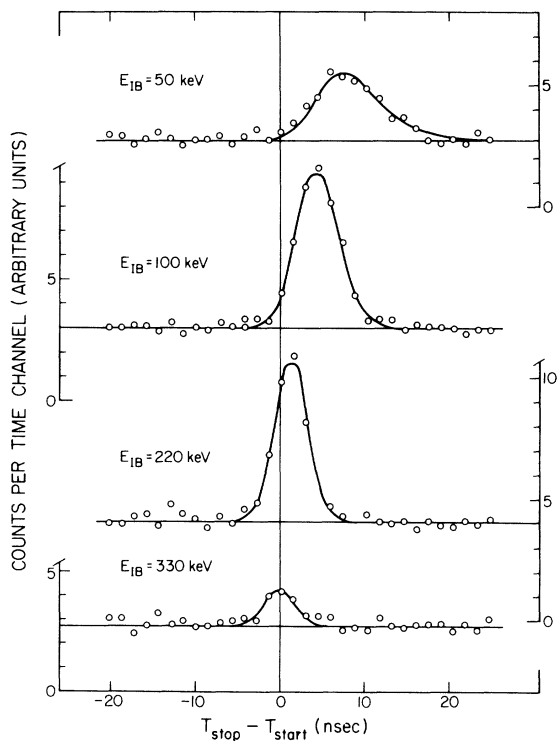 E_IB = 50 keV
5
0
E_IB = 100 keV
5
0
E_IB = 220 keV
10
5
0
E_IB = 330 keV
5
0
-20 -10 0 10 20
T_stop - T_start (nsec)
COUNTS PER TIME CHANNEL (ARBITRARY UNITS)